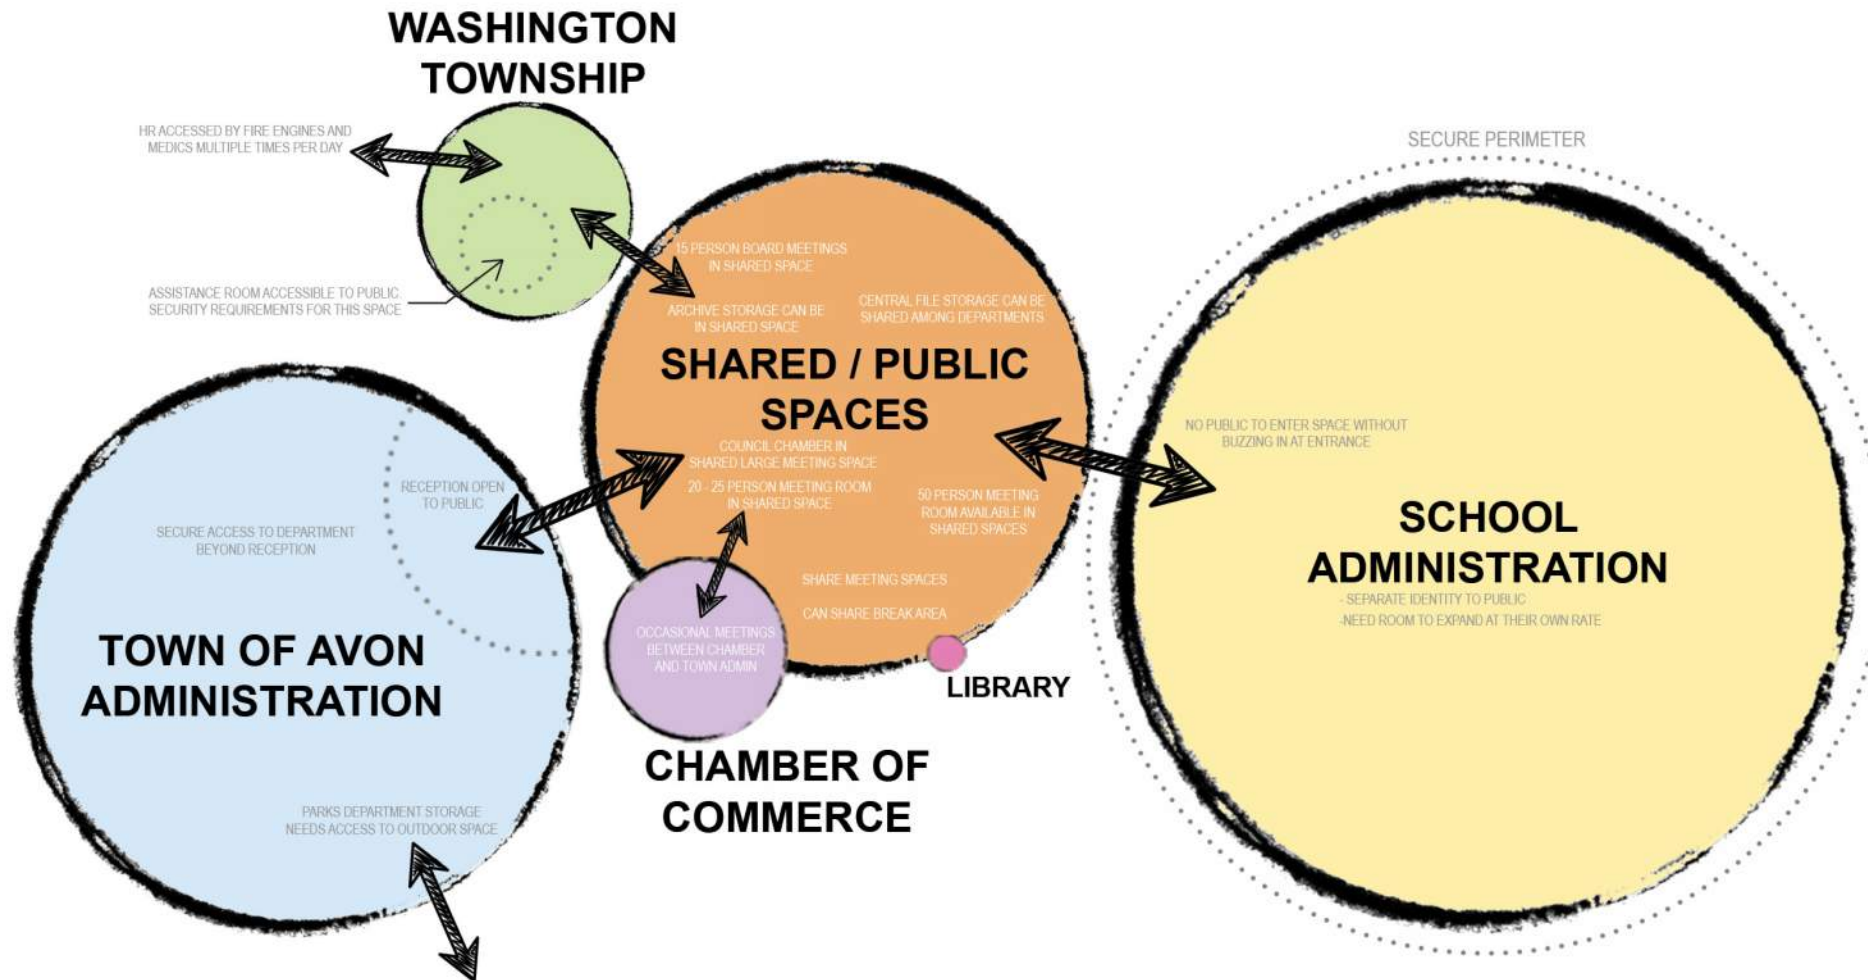 WASHINGTON
TOWNSHIP
HR ACCESSED BY FIRE ENGINES AND
MEDICS MULTIPLE TIMES PER DAY
ASSISTANCE ROOM ACCESSIBLE TO PUBLIC.
SECURITY REQUIREMENTS FOR THIS SPACE
15 PERSON BOARD MEETINGS
IN SHARED SPACE
ARCHIVE STORAGE CAN BE
IN SHARED SPACE
CENTRAL FILE STORAGE CAN BE
SHARED AMONG DEPARTMENTS
SHARED / PUBLIC
SPACES
COUNCIL CHAMBER IN
SHARED LARGE MEETING SPACE
20 - 25 PERSON MEETING ROOM
IN SHARED SPACE
50 PERSON MEETING
ROOM AVAILABLE IN
SHARED SPACES
SHARE MEETING SPACES
CAN SHARE BREAK AREA
SECURE PERIMETER
NO PUBLIC TO ENTER SPACE WITHOUT
BUZZING IN AT ENTRANCE
SCHOOL
ADMINISTRATION
- SEPARATE IDENTITY TO PUBLIC
-NEED ROOM TO EXPAND AT THEIR OWN RATE
RECEPTION OPEN
TO PUBLIC
SECURE ACCESS TO DEPARTMENT
BEYOND RECEPTION
TOWN OF AVON
ADMINISTRATION
PARKS DEPARTMENT STORAGE
NEEDS ACCESS TO OUTDOOR SPACE
OCCASIONAL MEETINGS
BETWEEN CHAMBER
AND TOWN ADMIN
CHAMBER OF
COMMERCE
LIBRARY